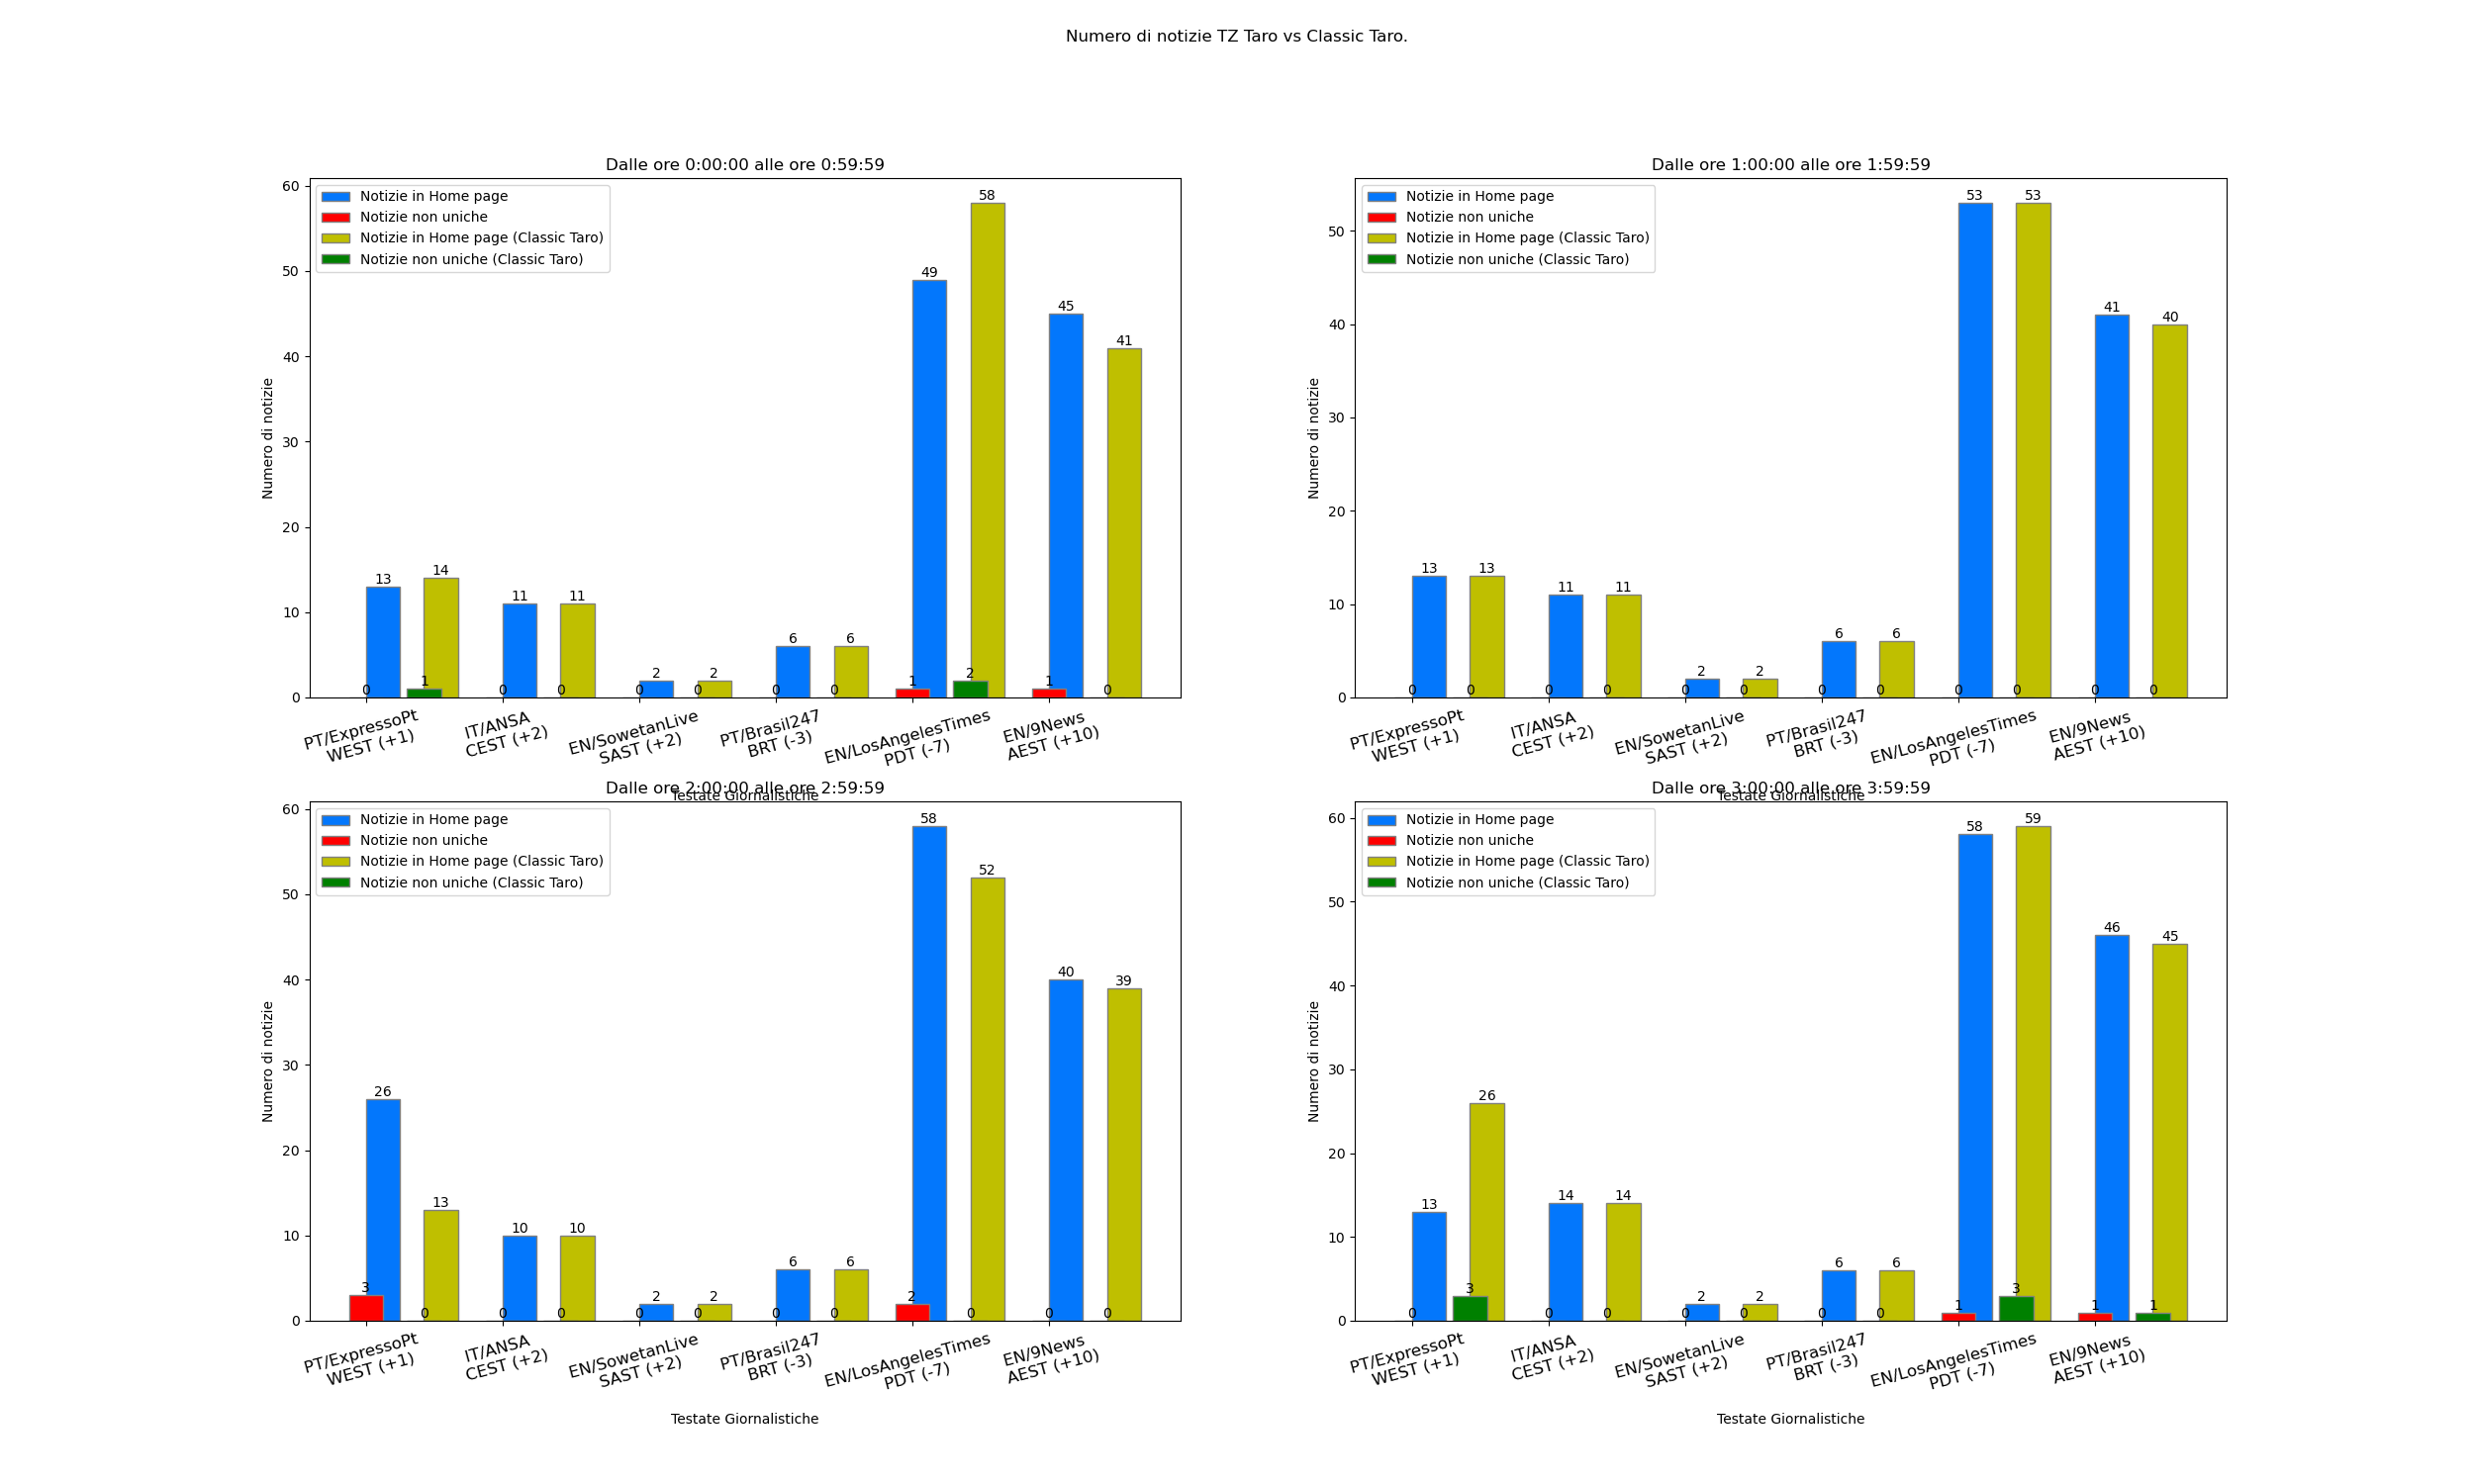 Numero di notizie TZ Taro vs Classic Taro.
Dalle ore 0:00:00 alle ore 0:59:59
Notizie in Home page
Notizie non uniche
Notizie in Home page (Classic Taro)
Notizie non uniche (Classic Taro)
Numero di notizie
60
50
40
30
20
10
0
0 13 1 14
0 11 0 11
0 2 0 2
0 6 0 6
1 49 2 58
1 45 0 41
PT/ExpressoPt
WEST (+1)
IT/ANSA
CEST (+2)
EN/SowetanLive
SAST (+2)
PT/Brasil247
BRT (-3)
EN/LosAngelesTimes
PDT (-7)
EN/9News
AEST (+10)
Testate Giornalistiche
Dalle ore 1:00:00 alle ore 1:59:59
Notizie in Home page
Notizie non uniche
Notizie in Home page (Classic Taro)
Notizie non uniche (Classic Taro)
Numero di notizie
50
40
30
20
10
0
0 13 0 13
0 11 0 11
0 2 0 2
0 6 0 6
0 53 0 53
0 41 0 40
PT/ExpressoPt
WEST (+1)
IT/ANSA
CEST (+2)
EN/SowetanLive
SAST (+2)
PT/Brasil247
BRT (-3)
EN/LosAngelesTimes
PDT (-7)
EN/9News
AEST (+10)
Testate Giornalistiche
Dalle ore 2:00:00 alle ore 2:59:59
Notizie in Home page
Notizie non uniche
Notizie in Home page (Classic Taro)
Notizie non uniche (Classic Taro)
Numero di notizie
60
50
40
30
20
10
0
3 26 0 13
0 10 0 10
0 2 0 2
0 6 0 6
2 58 0 52
0 40 0 39
PT/ExpressoPt
WEST (+1)
IT/ANSA
CEST (+2)
EN/SowetanLive
SAST (+2)
PT/Brasil247
BRT (-3)
EN/LosAngelesTimes
PDT (-7)
EN/9News
AEST (+10)
Testate Giornalistiche
Dalle ore 3:00:00 alle ore 3:59:59
Notizie in Home page
Notizie non uniche
Notizie in Home page (Classic Taro)
Notizie non uniche (Classic Taro)
Numero di notizie
60
50
40
30
20
10
0
0 13 3 26
0 14 0 14
0 2 0 2
0 6 0 6
1 58 3 59
1 46 1 45
PT/ExpressoPt
WEST (+1)
IT/ANSA
CEST (+2)
EN/SowetanLive
SAST (+2)
PT/Brasil247
BRT (-3)
EN/LosAngelesTimes
PDT (-7)
EN/9News
AEST (+10)
Testate Giornalistiche